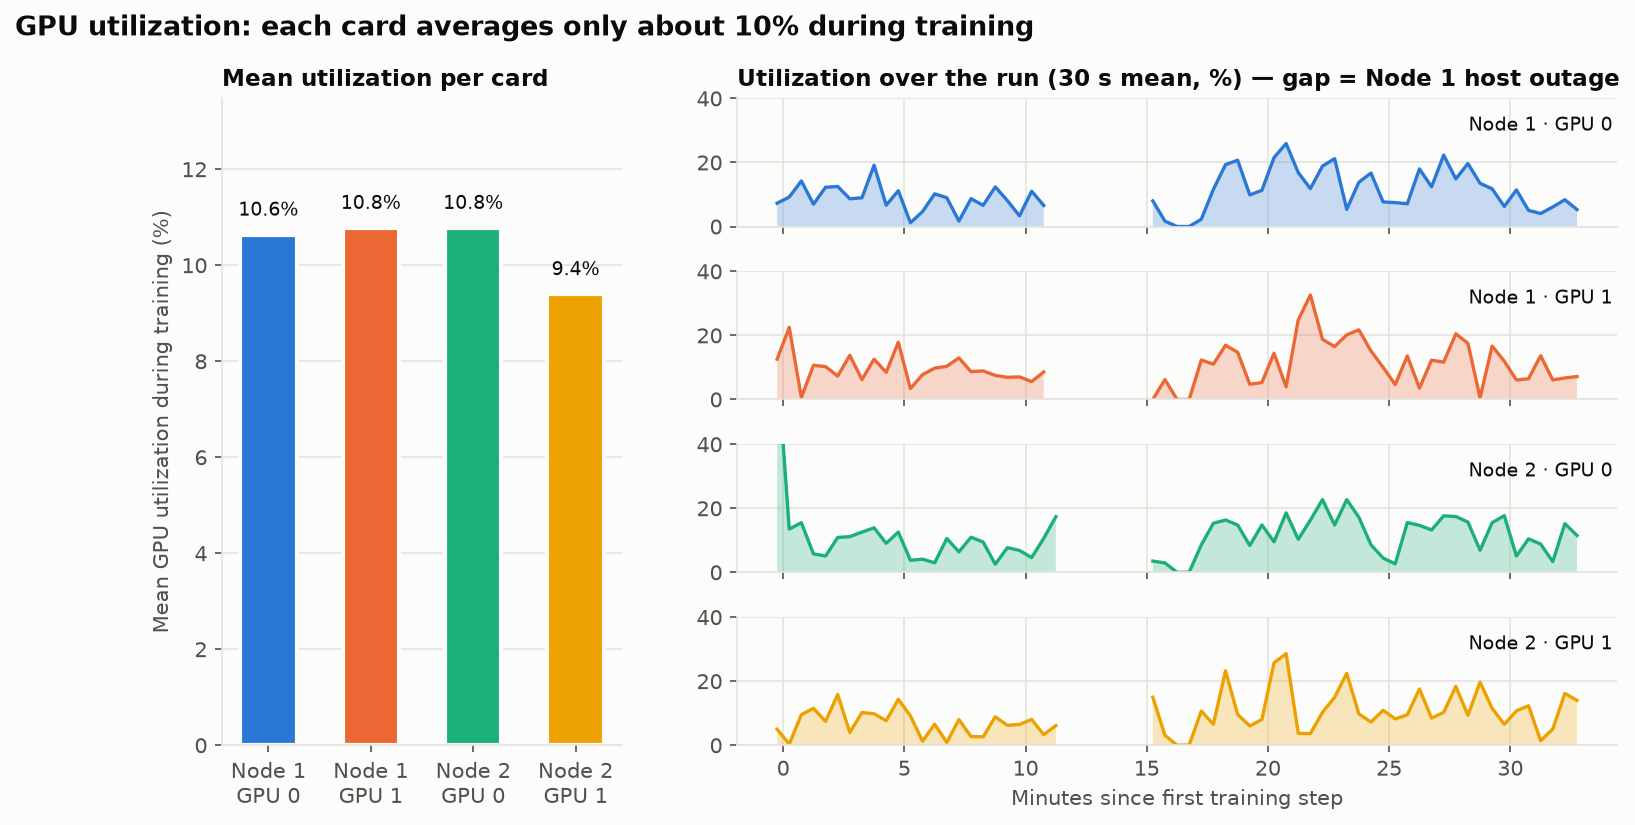 GPU utilization: each card averages only about 10% during training
Mean utilization per card
Mean GPU utilization during training (%)
12
10
8
6
4
2
0
10.6%
10.8%
10.8%
9.4%
Node 1
GPU 0
Node 1
GPU 1
Node 2
GPU 0
Node 2
GPU 1
Utilization over the run (30 s mean, %) — gap = Node 1 host outage
40
20
0
Node 1 · GPU 0
40
20
0
Node 1 · GPU 1
40
20
0
Node 2 · GPU 0
40
20
0
Node 2 · GPU 1
0 5 10 15 20 25 30
Minutes since first training step